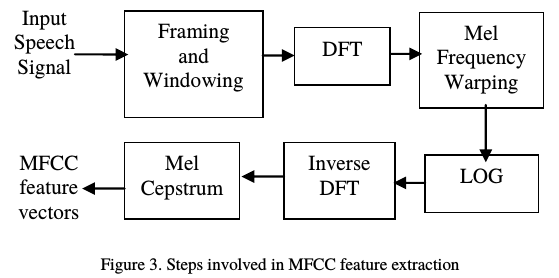 Input
Speech
Signal
Framing
and
Windowing
DFT
Mel
Frequency
Warping
LOG
Inverse
DFT
Mel
Cepstrum
MFCC
feature
vectors
Figure 3. Steps involved in MFCC feature extraction